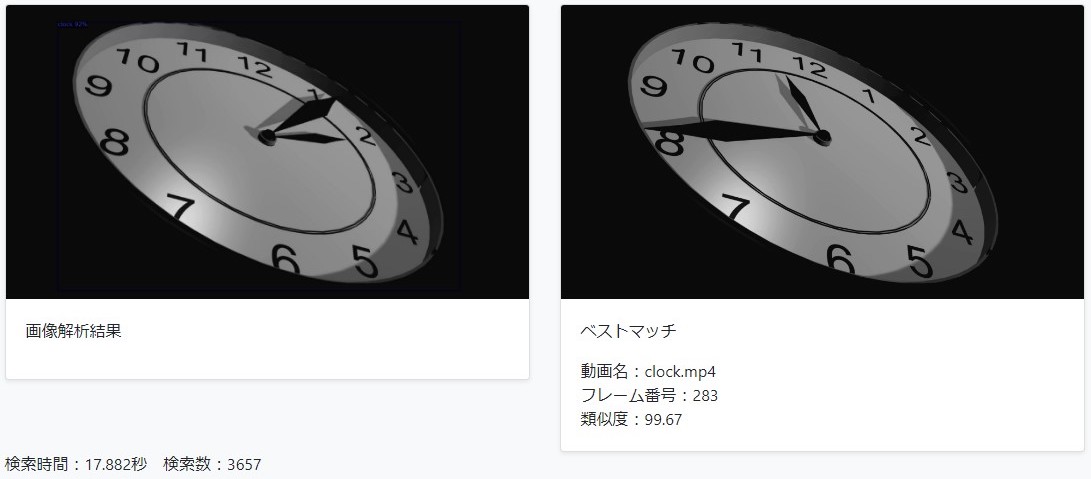 10 11 12 1 2 3 4 5 6 7 8 9
画像解析結果
10 11 12 1 2 3 4 5 6 7 8 9
ベストマッチ
動画名：clock.mp4
フレーム番号：283
類似度：99.67
検索時間：17.882秒　検索数：3657